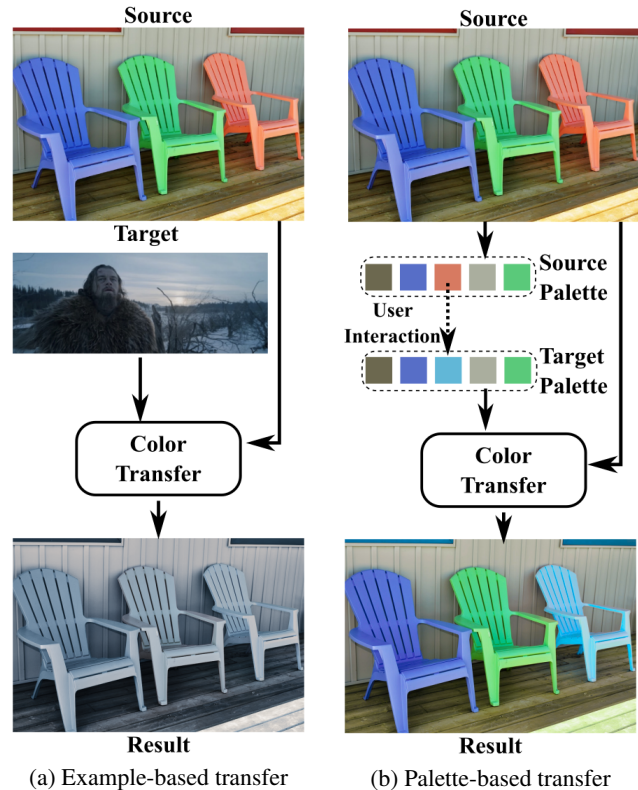 Source
Target
Color
Transfer
Result
(a) Example-based transfer
Source
Source
Palette
User
Interaction
Target
Palette
Color
Transfer
Result
(b) Palette-based transfer